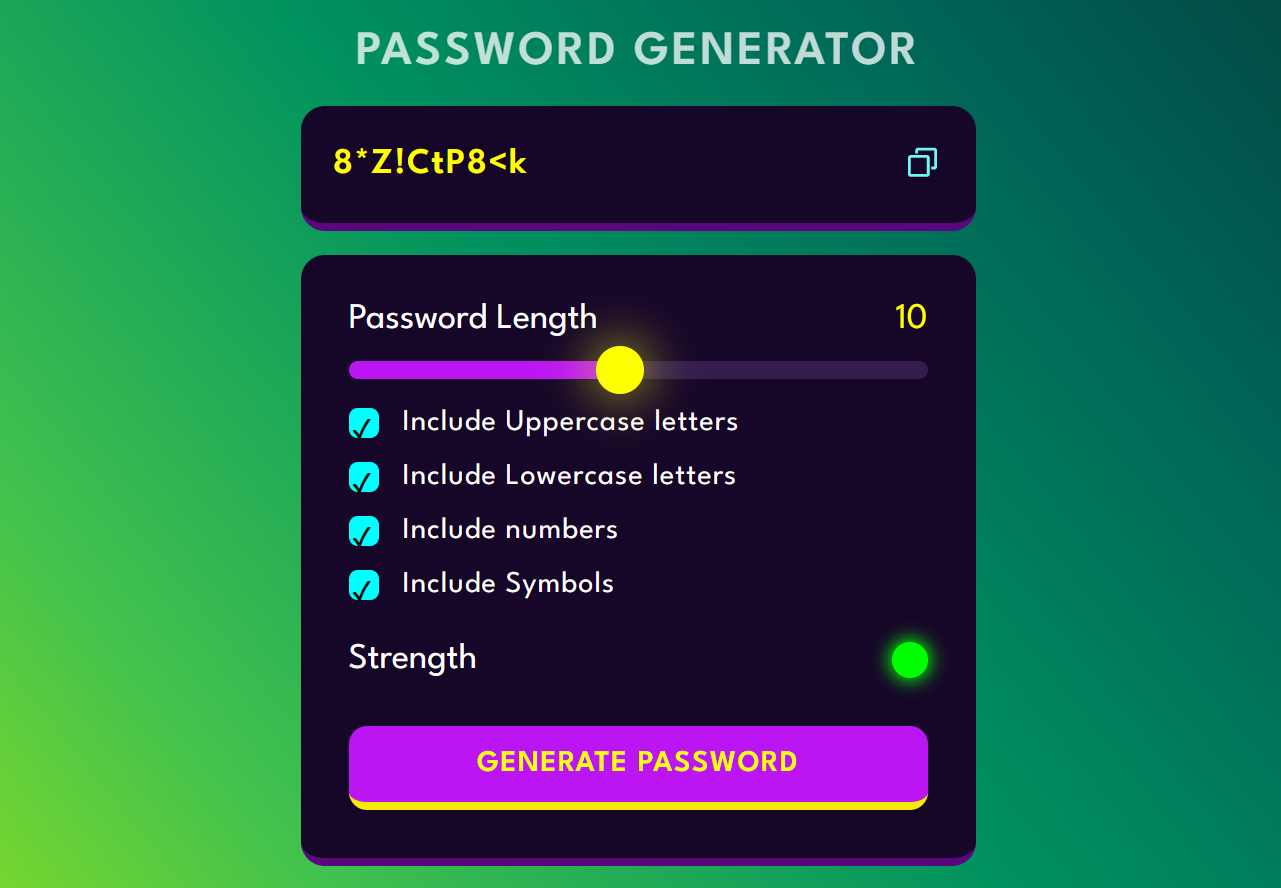 PASSWORD GENERATOR
8*Z!CtP8<k
Password Length 10
Include Uppercase letters
Include Lowercase letters
Include numbers
Include Symbols
Strength
GENERATE PASSWORD